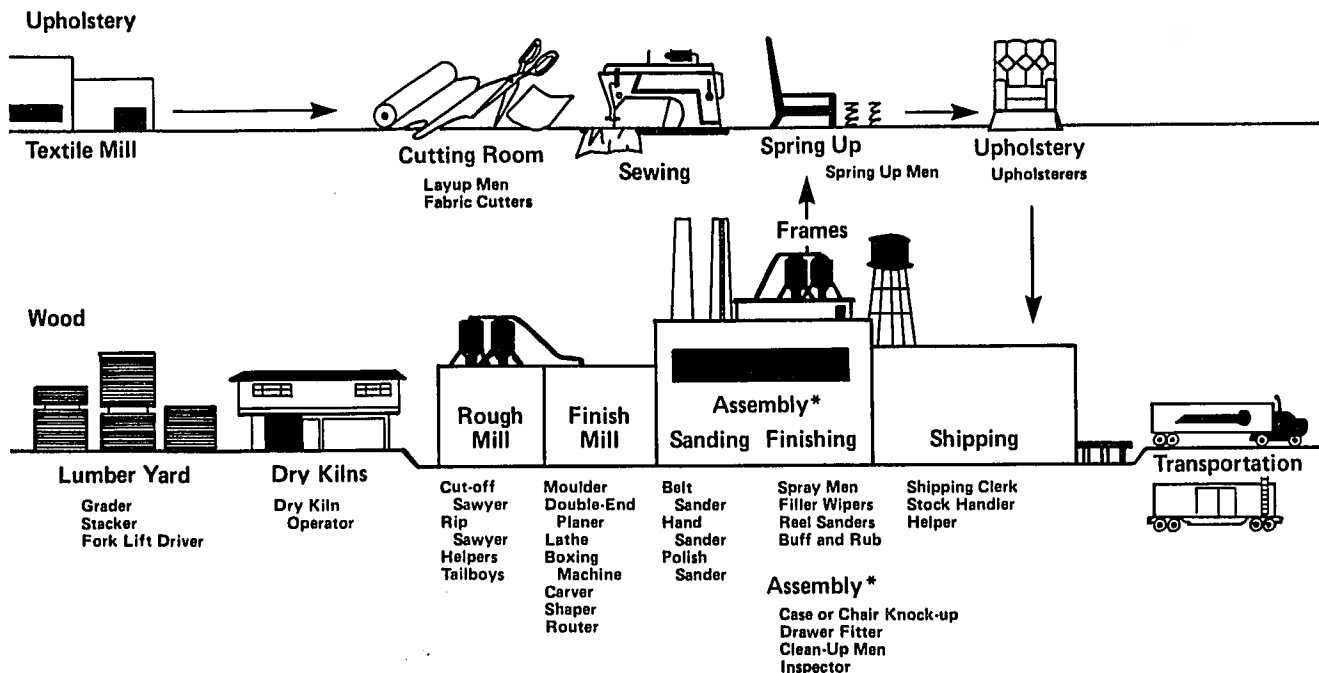 Upholstery
Textile Mill
Cutting Room
Layup Men
Fabric Cutters
Sewing
Spring Up
Spring Up Men
Upholstery
Upholsterers
Frames
Wood
Lumber Yard
Grader
Stacker
Fork Lift Driver
Dry Kilns
Dry Kiln
Operator
Rough
Mill
Cut-off
Sawyer
Rip
Sawyer
Helpers
Tailboys
Finish
Mill
Moulder
Double-End
Planer
Lathe
Boxing
Machine
Carver
Shaper
Router
Assembly*
Sanding Finishing
Belt
Sander
Hand
Sander
Polish
Sander
Spray Men
Filler Wipers
Reel Sanders
Buff and Rub
Assembly*
Case or Chair Knock-up
Drawer Fitter
Clean-Up Men
Inspector
Shipping
Shipping Clerk
Stock Handler
Helper
Transportation